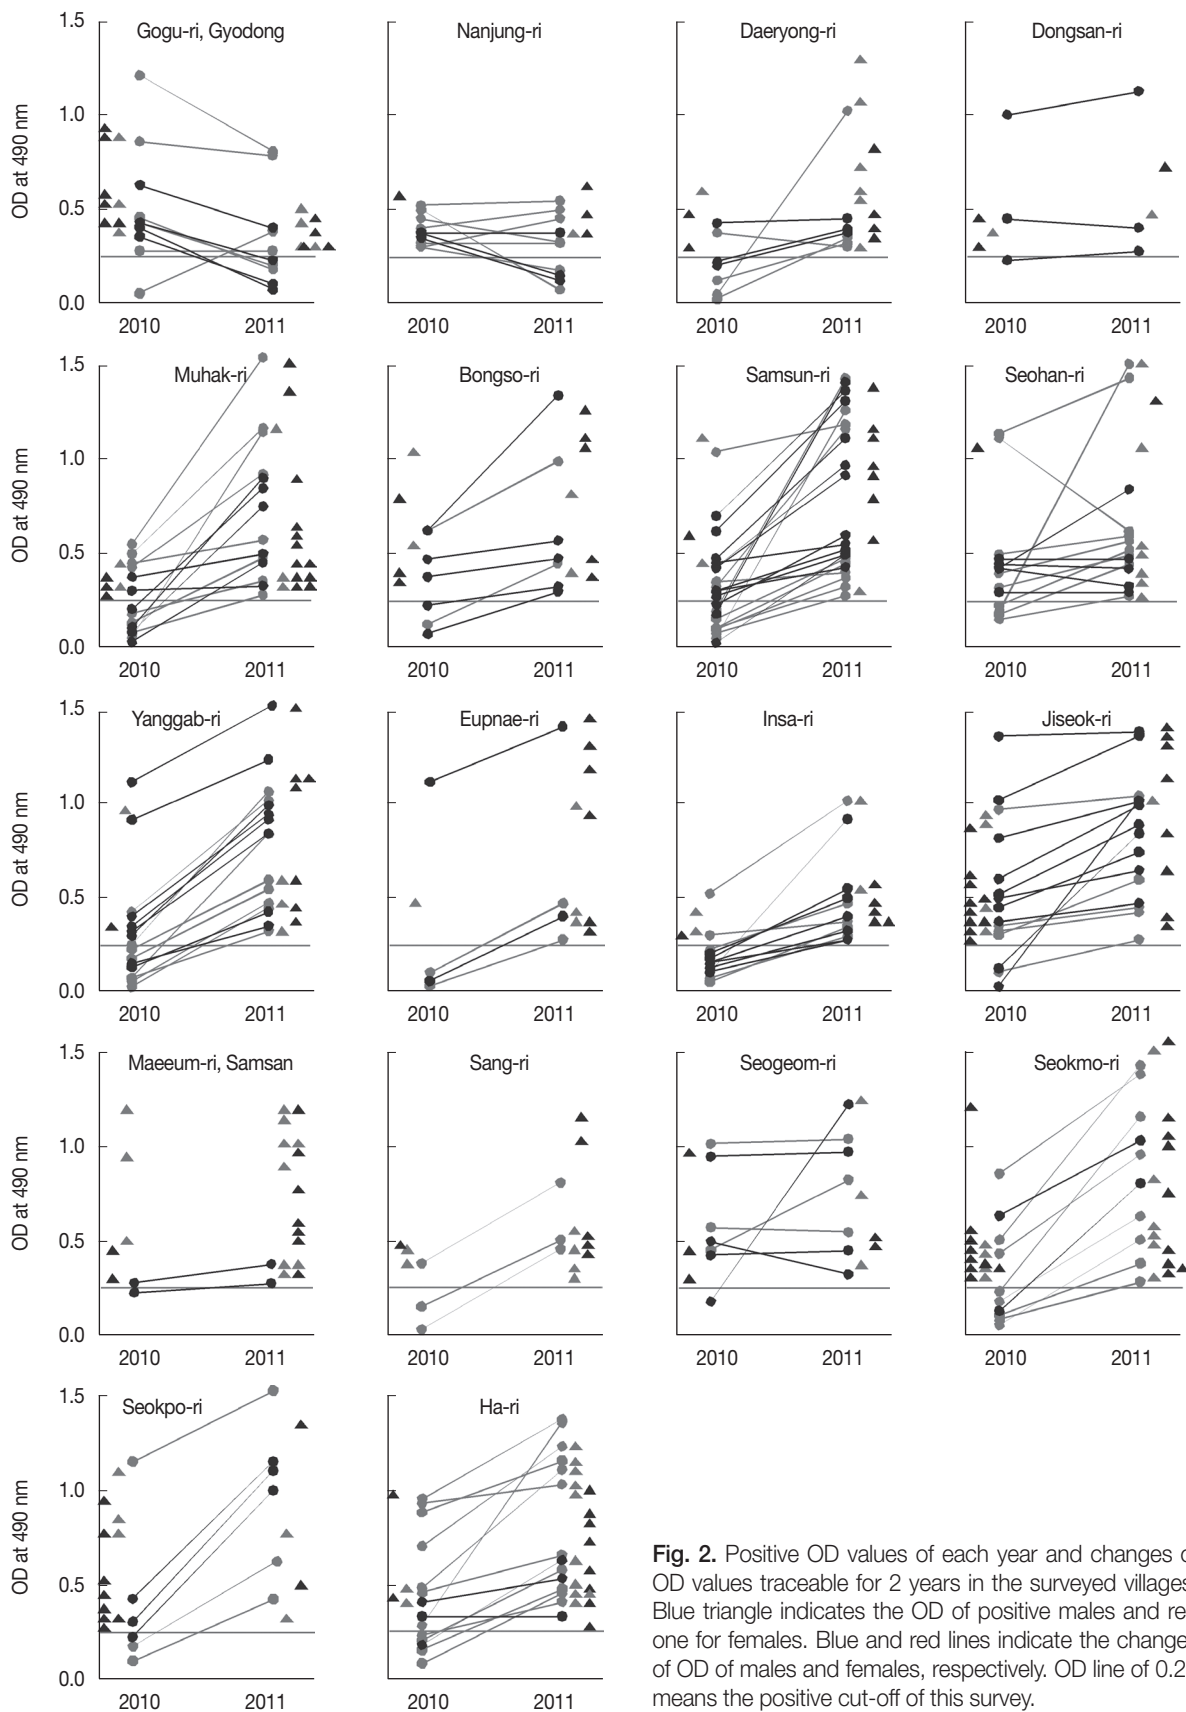 1.5
Gogu-ri, Gyodong
Nanjung-ri
Daeryong-ri
Dongsan-ri
1.0
OD at 490 nm
0.5
0.0
2010 2011
2010 2011
2010 2011
2010 2011
1.5
Muhak-ri
Bongso-ri
Samsun-ri
Seohan-ri
1.0
OD at 490 nm
0.5
0.0
2010 2011
2010 2011
2010 2011
2010 2011
1.5
Yanggab-ri
Eupnae-ri
Insa-ri
Jiseok-ri
1.0
OD at 490 nm
0.5
0.0
2010 2011
2010 2011
2010 2011
2010 2011
1.5
Maeeum-ri, Samsan
Sang-ri
Seogeom-ri
Seokmo-ri
1.0
OD at 490 nm
0.5
0.0
2010 2011
2010 2011
2010 2011
2010 2011
1.5
Seokpo-ri
Ha-ri
1.0
OD at 490 nm
0.5
0.0
2010 2011
2010 2011
Fig. 2. Positive OD values of each year and changes
OD values traceable for 2 years in the surveyed villages
Blue triangle indicates the OD of positive males and
one for females. Blue and red lines indicate the change
of OD of males and females, respectively. OD line of 0.2
means the positive cut-off of this survey.